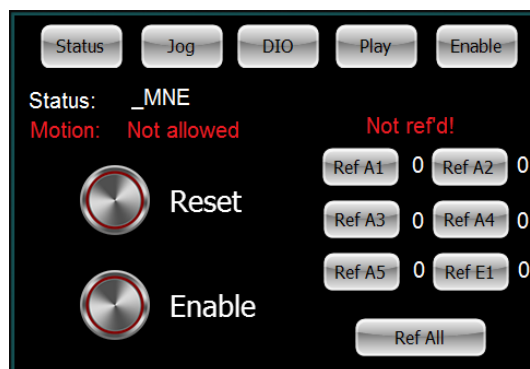 Status Jog DIO Play Enable
Status: _MNE
Motion: Not allowed
Not ref'd!
Reset
Enable
Ref A1 0 Ref A2 0
Ref A3 0 Ref A4 0
Ref A5 0 Ref E1 0
Ref All